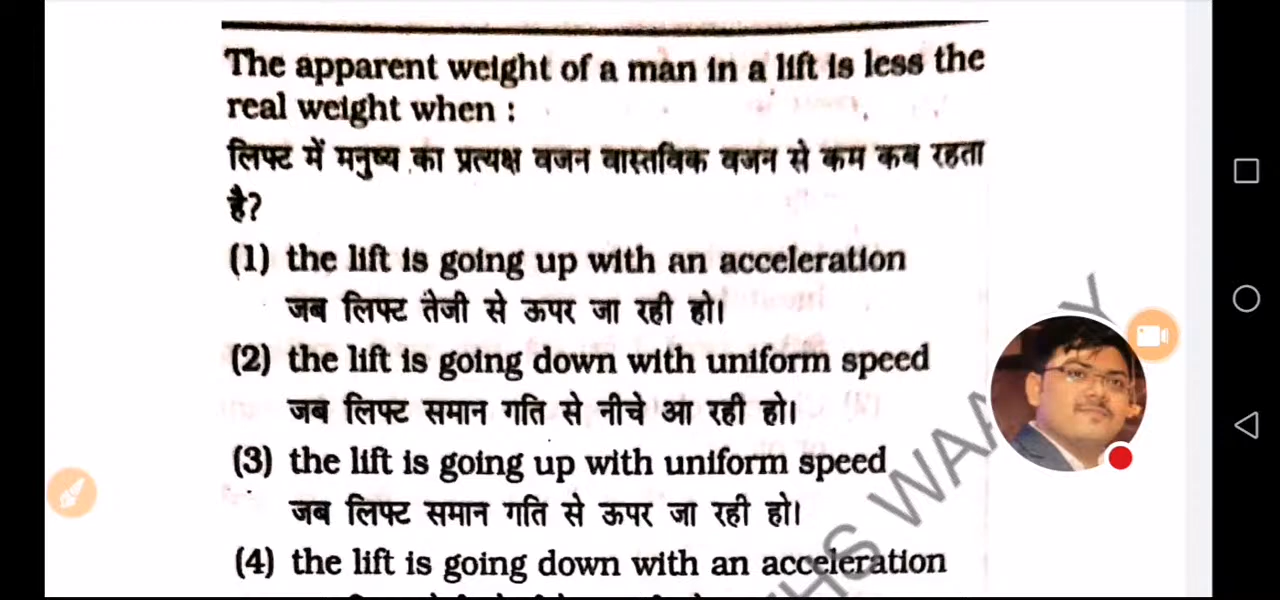 The apparent weight of a man in a lift is less the
real weight when :
लिफ्ट में मनुष्य का प्रत्यक्ष वजन वास्तविक वजन से कम कब रहता
है?
(1) the lift is going up with an acceleration
जब लिफ्ट तेजी से ऊपर जा रही हो।
(2) the lift is going down with uniform speed
जब लिफ्ट समान गति से नीचे आ रही हो।
(3) the lift is going up with uniform speed
जब लिफ्ट समान गति से ऊपर जा रही हो।
(4) the lift is going down with an acceleration